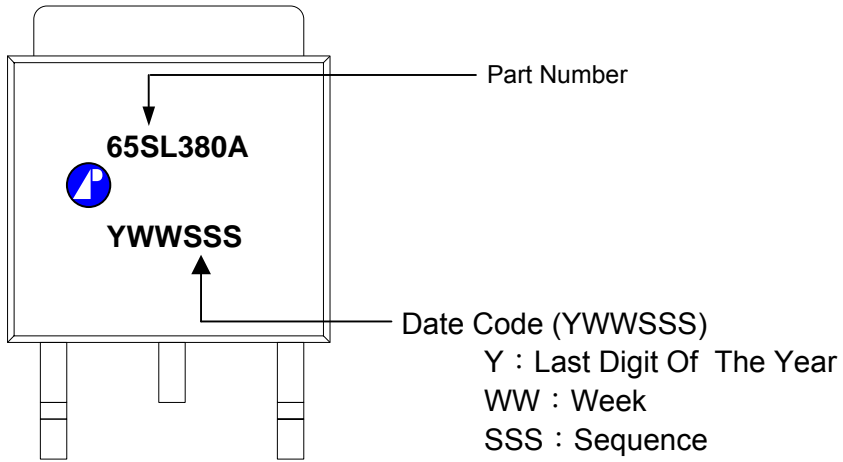 Part Number
65SL380A
YWWSSS
Date Code (YWWSSS)
Y：Last Digit Of The Year
WW：Week
SSS：Sequence